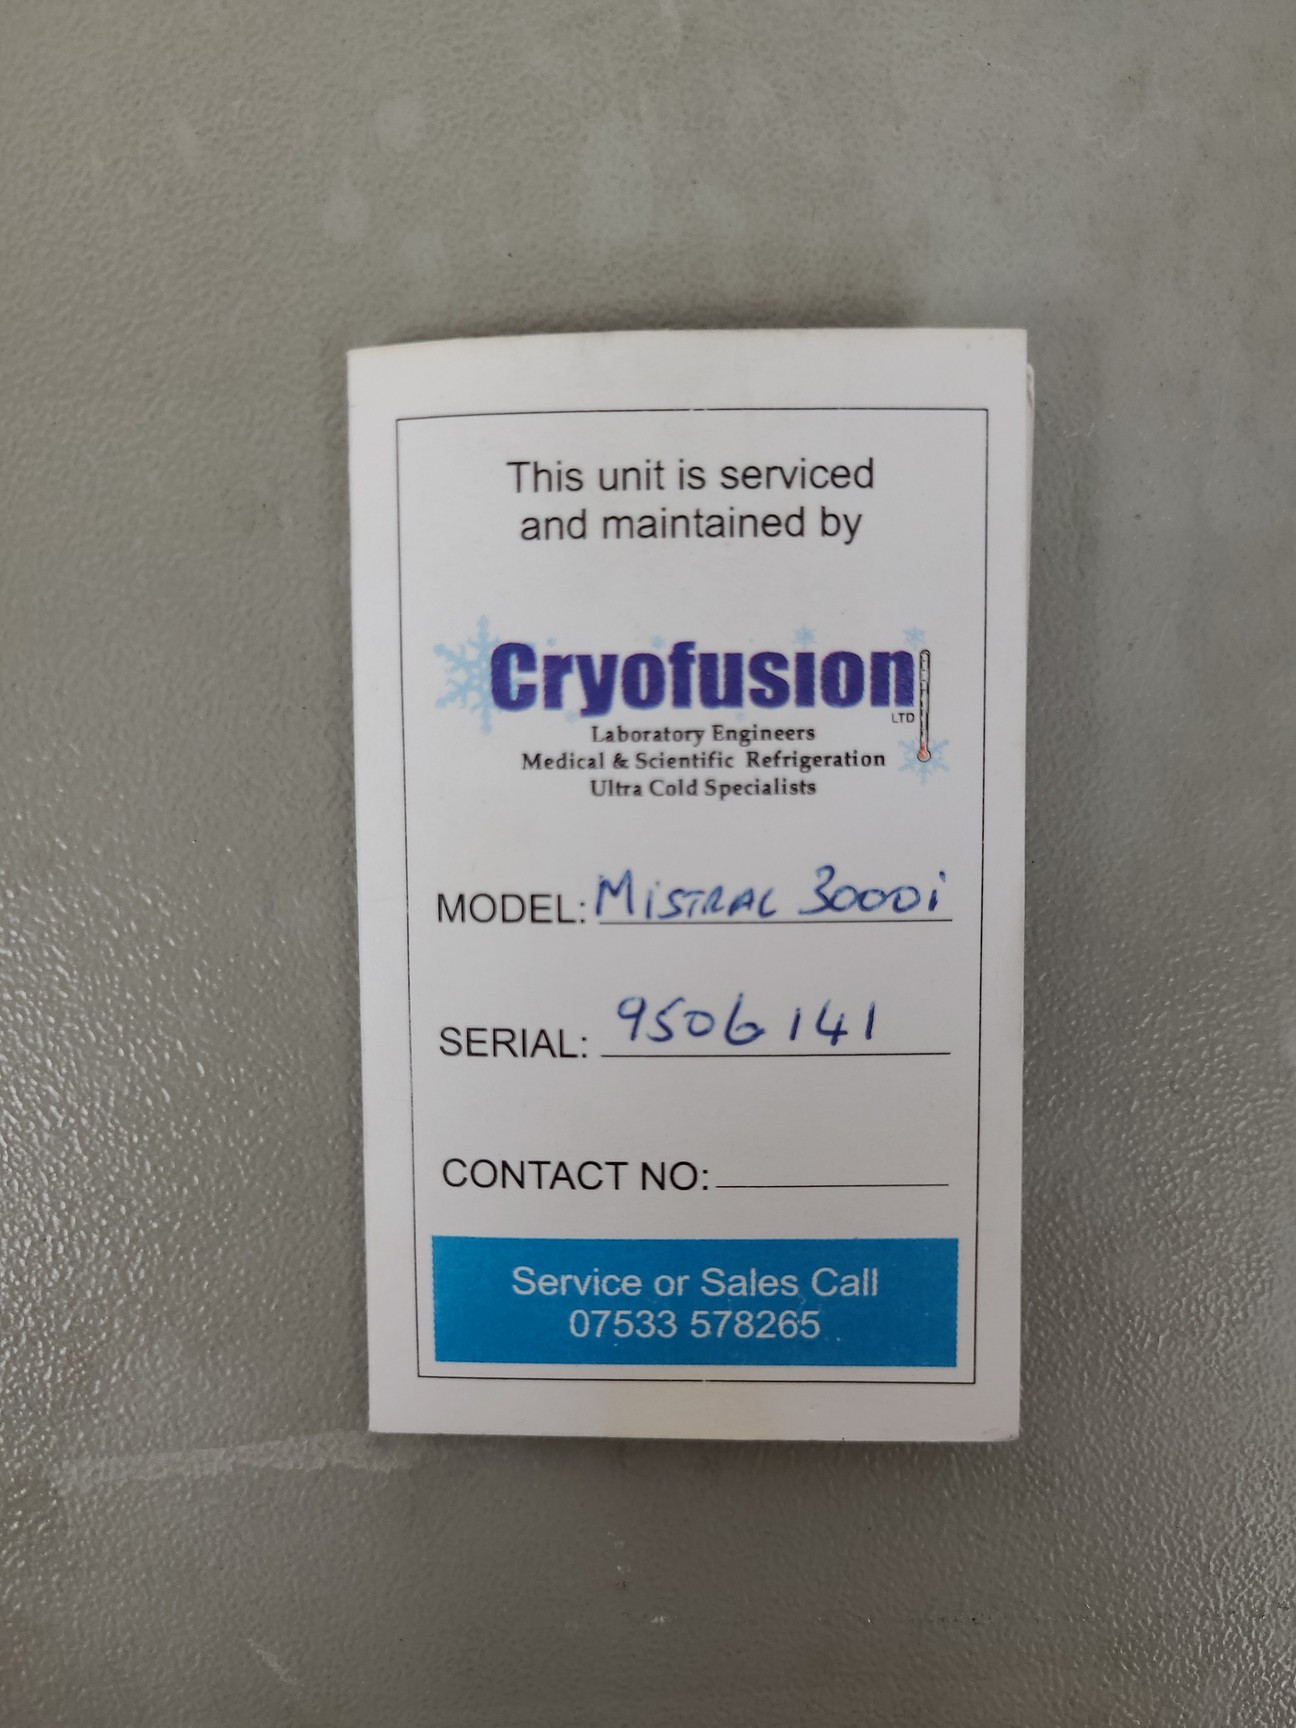 This unit is serviced
and maintained by
Cryofusion
LTD
Laboratory Engineers
Medical & Scientific Refrigeration
Ultra Cold Specialists
MODEL: MISTRAL 3000i
SERIAL: 9506141
CONTACT NO:
Service or Sales Call
07533 578265